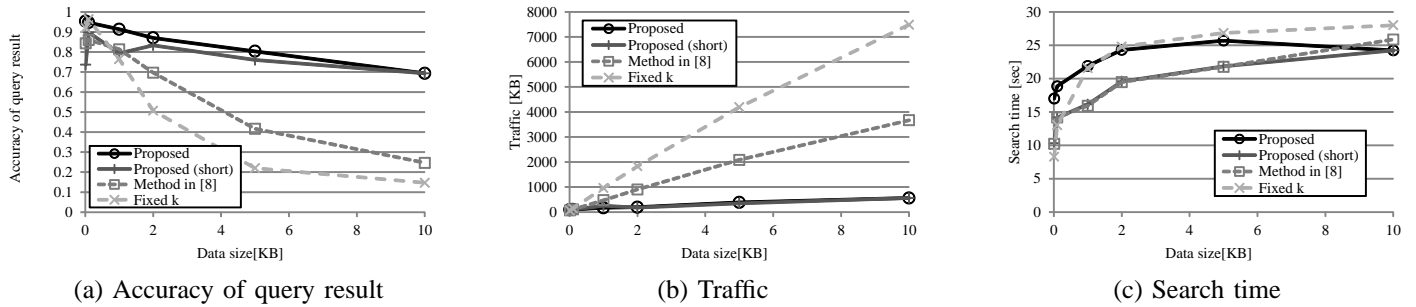 Accuracy of query result
1
0.9
0.8
0.7
0.6
0.5
0.4
0.3
0.2
0.1
0
Proposed
Proposed (short)
Method in [8]
Fixed k
0 2 4 6 8 10
Data size[KB]
(a) Accuracy of query result
Traffic [KB]
8000
7000
6000
5000
4000
3000
2000
1000
0
Proposed
Proposed (short)
Method in [8]
Fixed k
0 2 4 6 8 10
Data size[KB]
(b) Traffic
Search time [sec]
30
25
20
15
10
5
0
Proposed
Proposed (short)
Method in [8]
Fixed k
0 2 4 6 8 10
Data size[KB]
(c) Search time